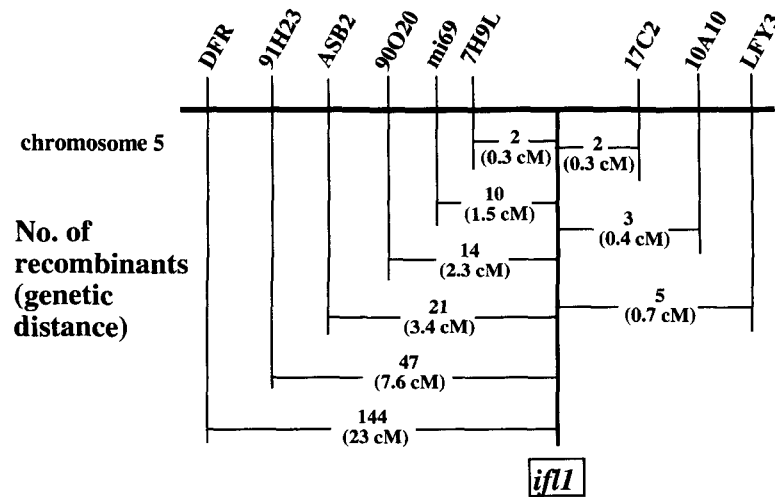 DFR 91H23 ASB2 90O20 mi69 7H9L 17C2 10A10 LFY3
chromosome 5
2 2
(0.3 cM) (0.3 cM)
10
(1.5 cM)
3
(0.4 cM)
No. of
recombinants
(genetic
distance)
14
(2.3 cM)
5
(0.7 cM)
21
(3.4 cM)
47
(7.6 cM)
144
(23 cM)
ifl1